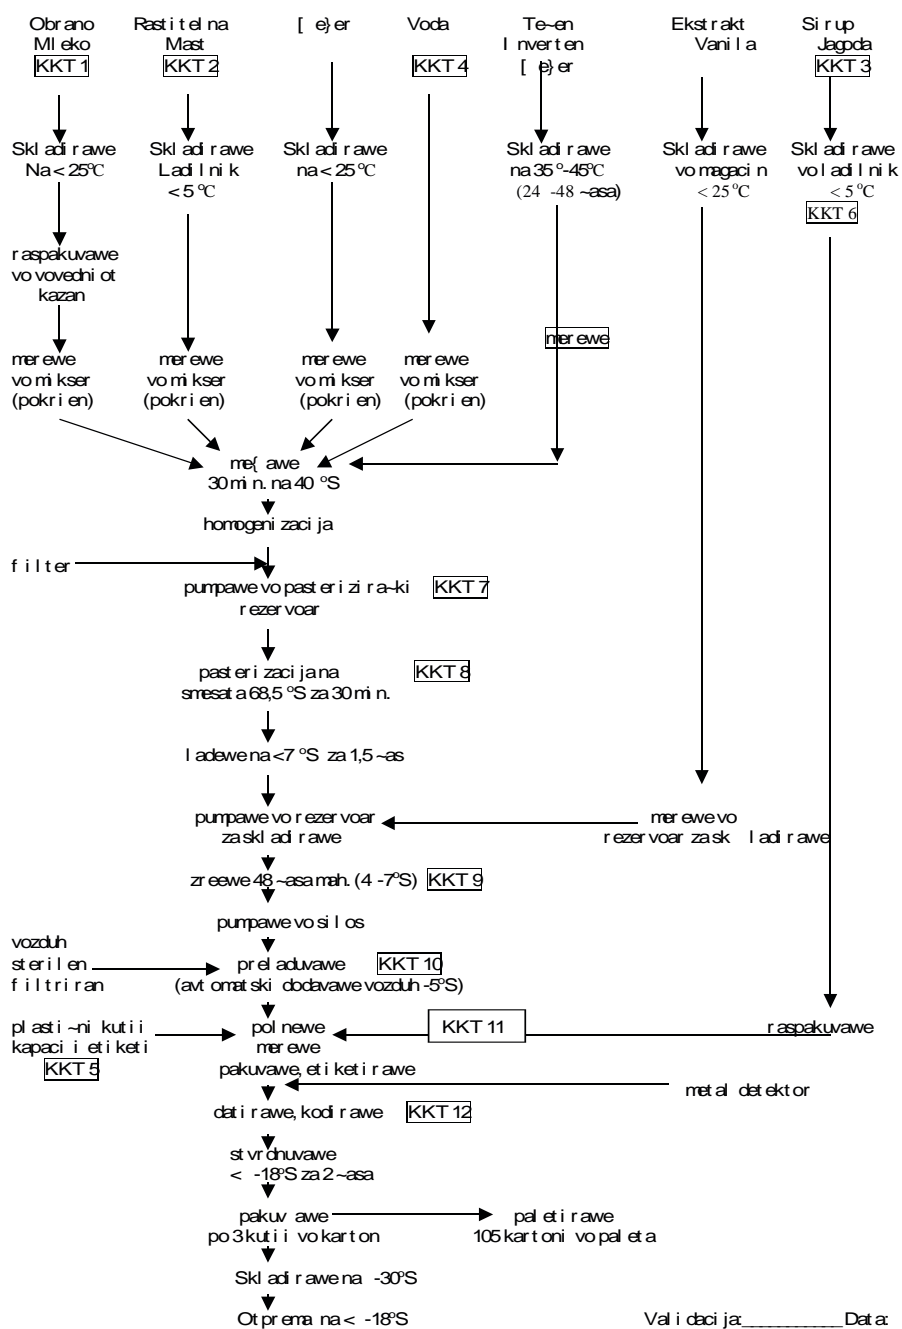 Obrano
Mleko
KKT 1
Rastitelna
Mast
KKT 2
[e}er
Voda
KKT 4
Te~en
Inverten
[e}er
Ekstrakt
Vanila
Sirup
Jagoda
KKT 3
Skladirawe
Na < 25°C
Skladirawe
Ladilnik
< 5 °C
Skladirawe
na < 25 °C
Skladirawe
na 35°-45°C
(24 -48 ~asa)
Skladirawe
vo magacin
< 25 °C
Skladirawe
vo ladilnik
< 5 °C
KKT 6
raspakuvawe
vo vovedniot
kazan
merewe
merewe
vo mikser
(pokrien)
merewe
vo mikser
(pokrien)
merewe
vo mikser
(pokrien)
merewe
vo mikser
(pokrien)
me{awe
30 min. na 40 °S
homogenizacija
filter
pumpawe vo pasterizira~ki
rezervoar
KKT 7
pasterizacija na
smesata 68,5 °S za 30 min.
KKT 8
ladewe na <7 °S za 1,5 ~as
pumpawe vo rezervoar
za skladirawe
merewe vo
rezervoar za sk ladirawe
zreewe 48 ~asa mah. (4 -7°S)
KKT 9
pumpawe vo silos
vozduh
sterilen
filtriran
preladuvawe
KKT 10
(avtomatski dodavawe vozduh -5°S)
plasti~ni kutii
kapaci i etiketi
KKT 5
polnewe
merewe
KKT 11
raspakuvawe
pakuvawe, etiketirawe
metal detektor
datirawe, kodirawe
KKT 12
stvrdnuvawe
< -18°S za 2 ~asa
pakuv awe
po 3 kutii vo karton
paletirawe
105 kartoni vo paleta
Skladirawe na -30°S
Otprema na < -18°S
Validacija:___________ Data: